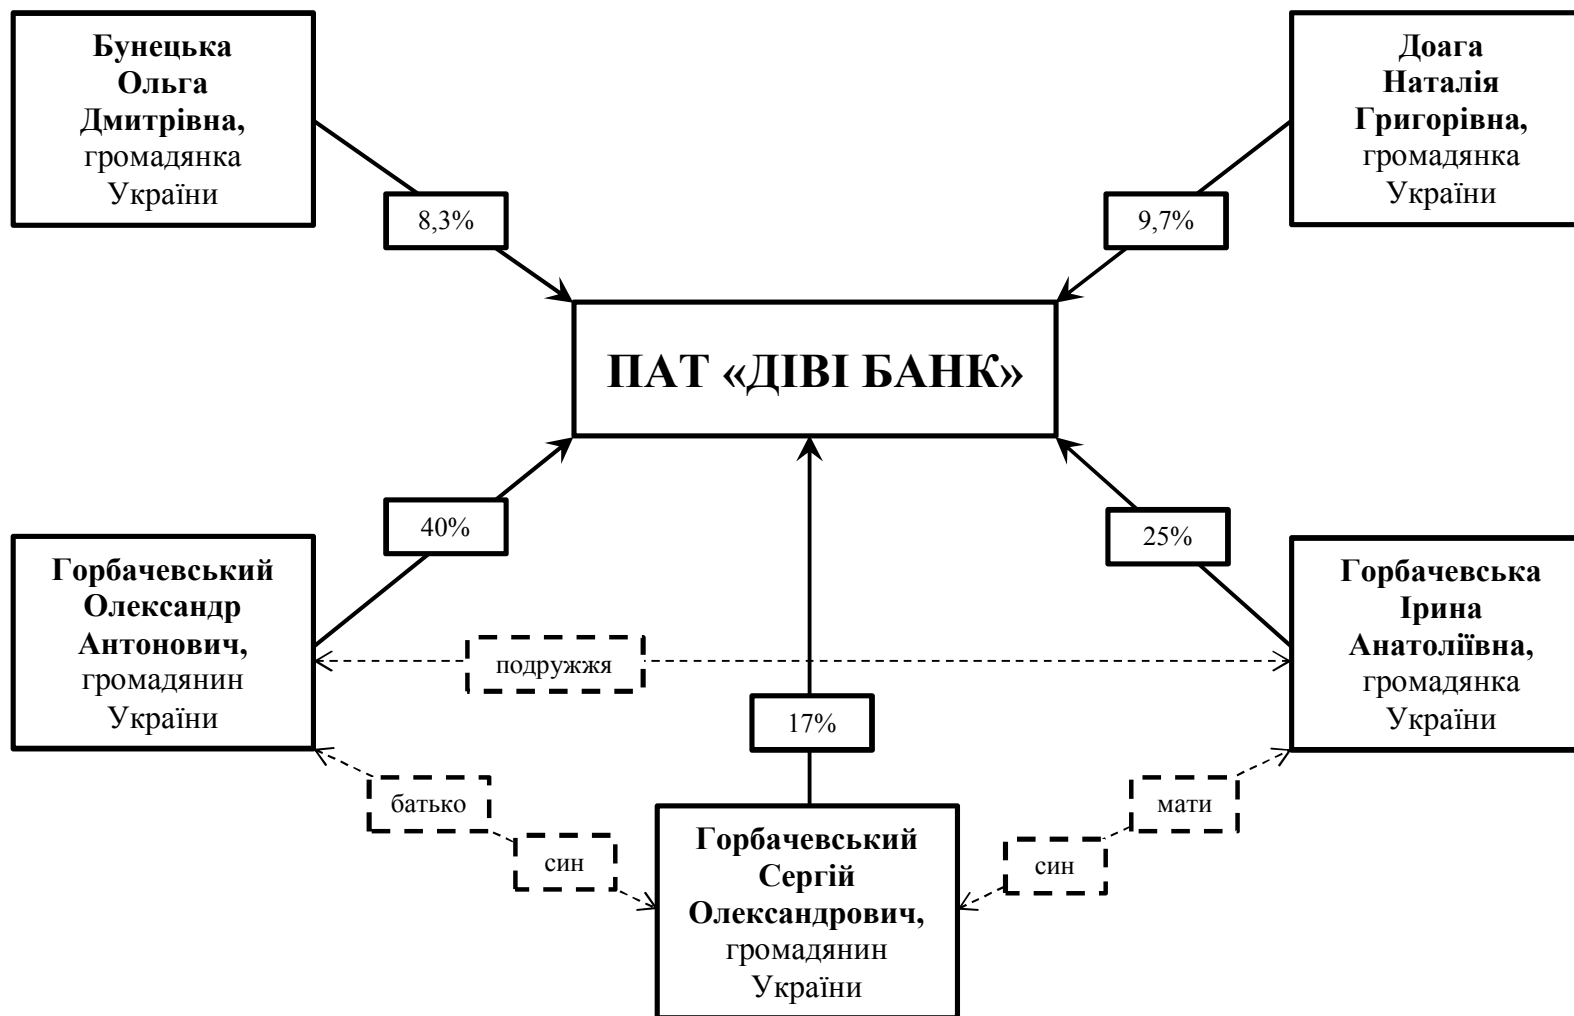 Бунецька
Ольга
Дмитрівна,
громадянка
України
Доага
Наталія
Григорівна,
громадянка
України
8,3%
9,7%
ПАТ «ДІВІ БАНК»
40%
25%
Горбачевський
Олександр
Антонович,
громадянин
України
Горбачевська
Ірина
Анатоліївна,
громадянка
України
подружжя
17%
батько
син
мати
син
Горбачевський
Сергій
Олександрович,
громадянин
України